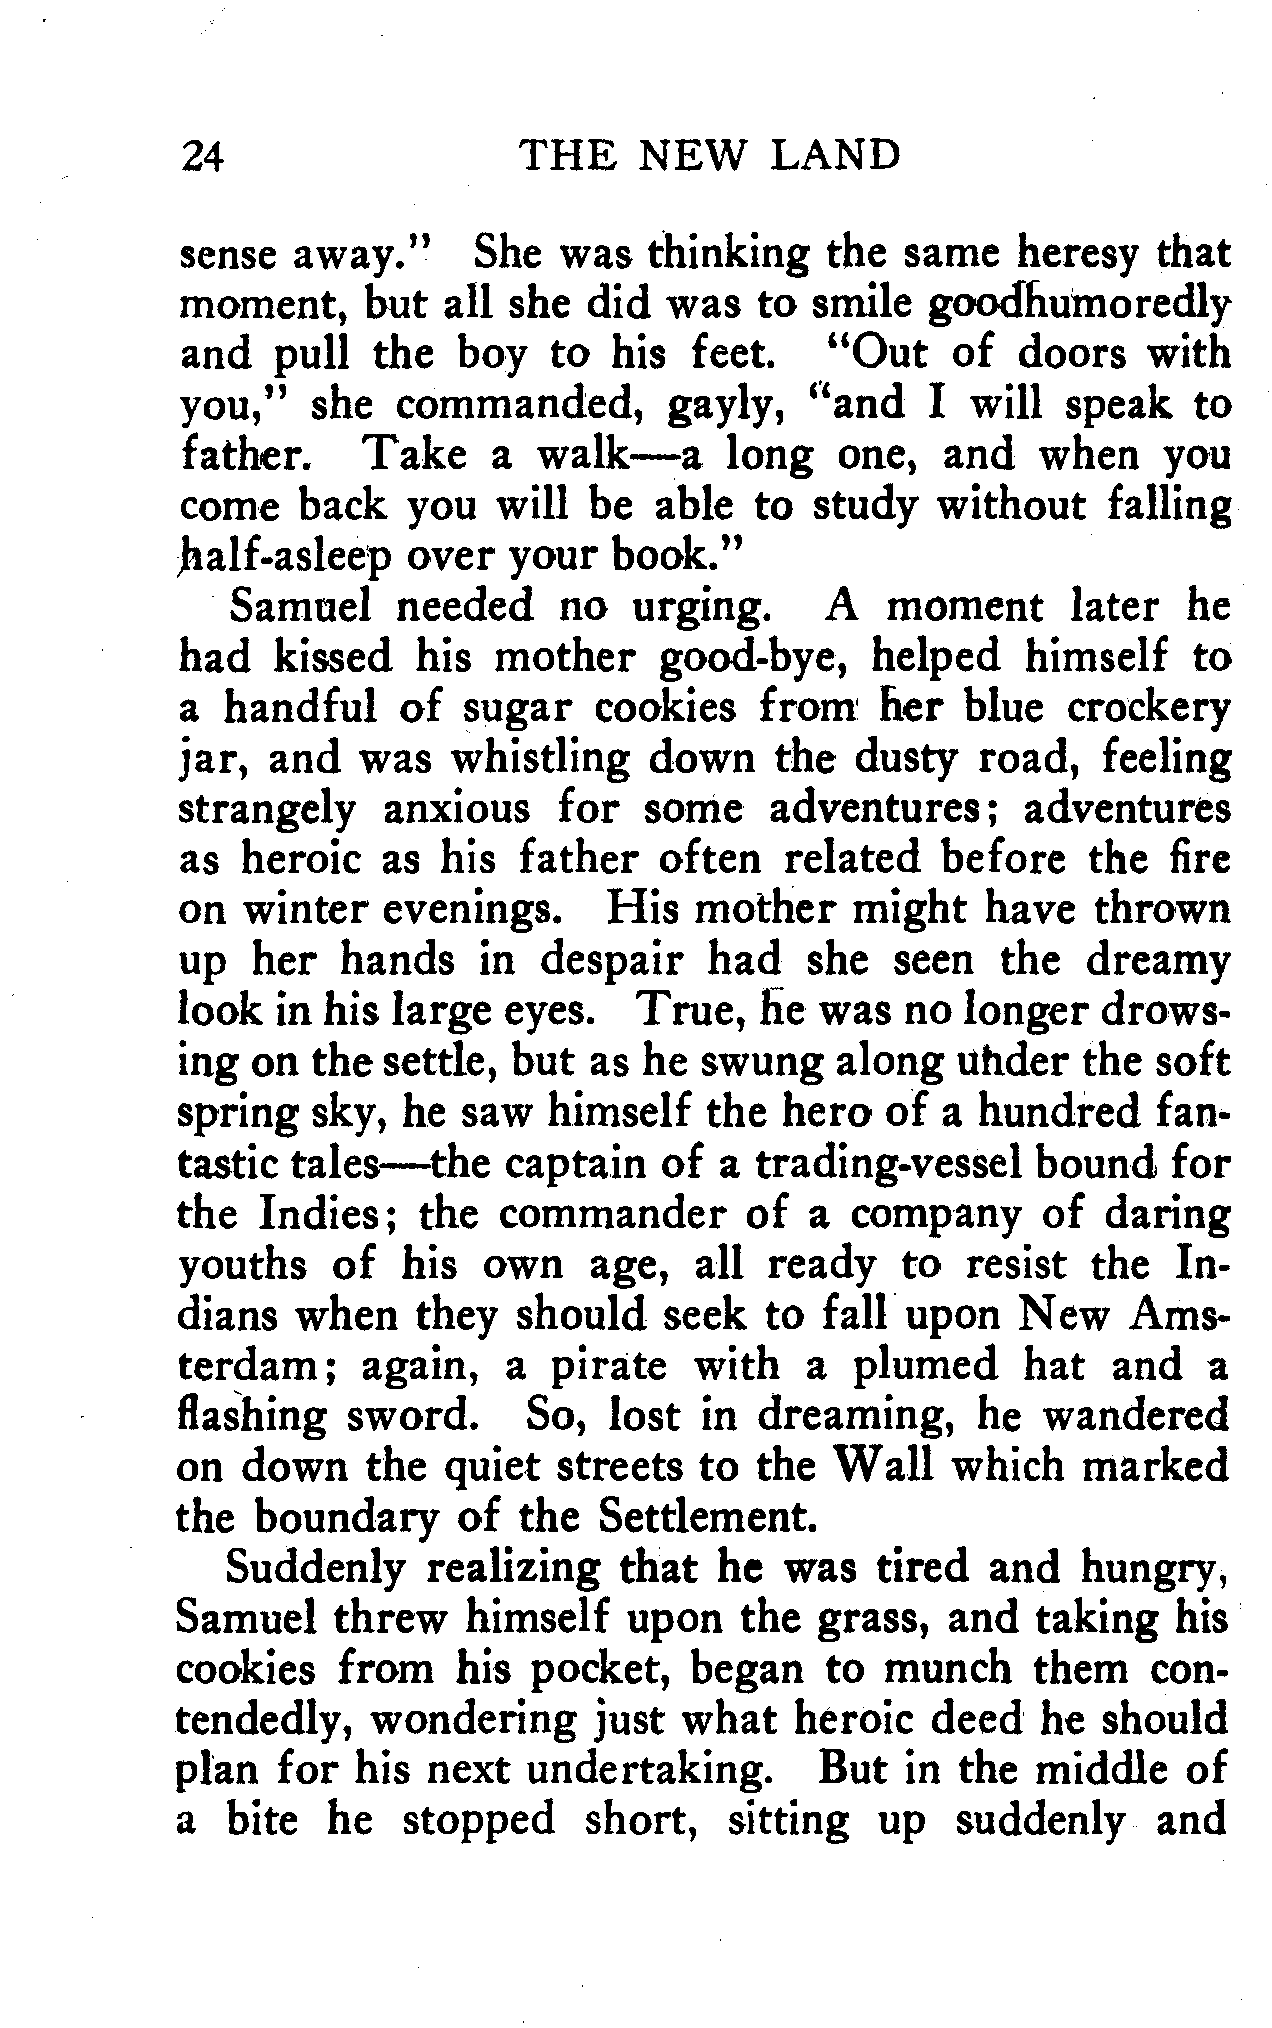 24 THE NEW LAND
sense away." She was thinking the same heresy that
moment, but all she did was to smile goodhumoredly
and pull the boy to his feet. "Out of doors with
you," she commanded, gayly, "and I will speak to
father. Take a walk—a long one, and when you
come back you will be able to study without falling
half-asleep over your book."
Samuel needed no urging. A moment later he
had kissed his mother good-bye, helped himself to
a handful of sugar cookies from her blue crockery
jar, and was whistling down the dusty road, feeling
strangely anxious for some adventures; adventures
as heroic as his father often related before the fire
on winter evenings. His mother might have thrown
up her hands in despair had she seen the dreamy
look in his large eyes. True, he was no longer drows-
ing on the settle, but as he swung along under the soft
spring sky, he saw himself the hero of a hundred fan-
tastic tales—the captain of a trading-vessel bound for
the Indies; the commander of a company of daring
youths of his own age, all ready to resist the In-
dians when they should seek to fall upon New Ams-
terdam; again, a pirate with a plumed hat and a
flashing sword. So, lost in dreaming, he wandered
on down the quiet streets to the Wall which marked
the boundary of the Settlement.
Suddenly realizing that he was tired and hungry,
Samuel threw himself upon the grass, and taking his
cookies from his pocket, began to munch them con-
tendedly, wondering just what heroic deed he should
plan for his next undertaking. But in the middle of
a bite he stopped short, sitting up suddenly and